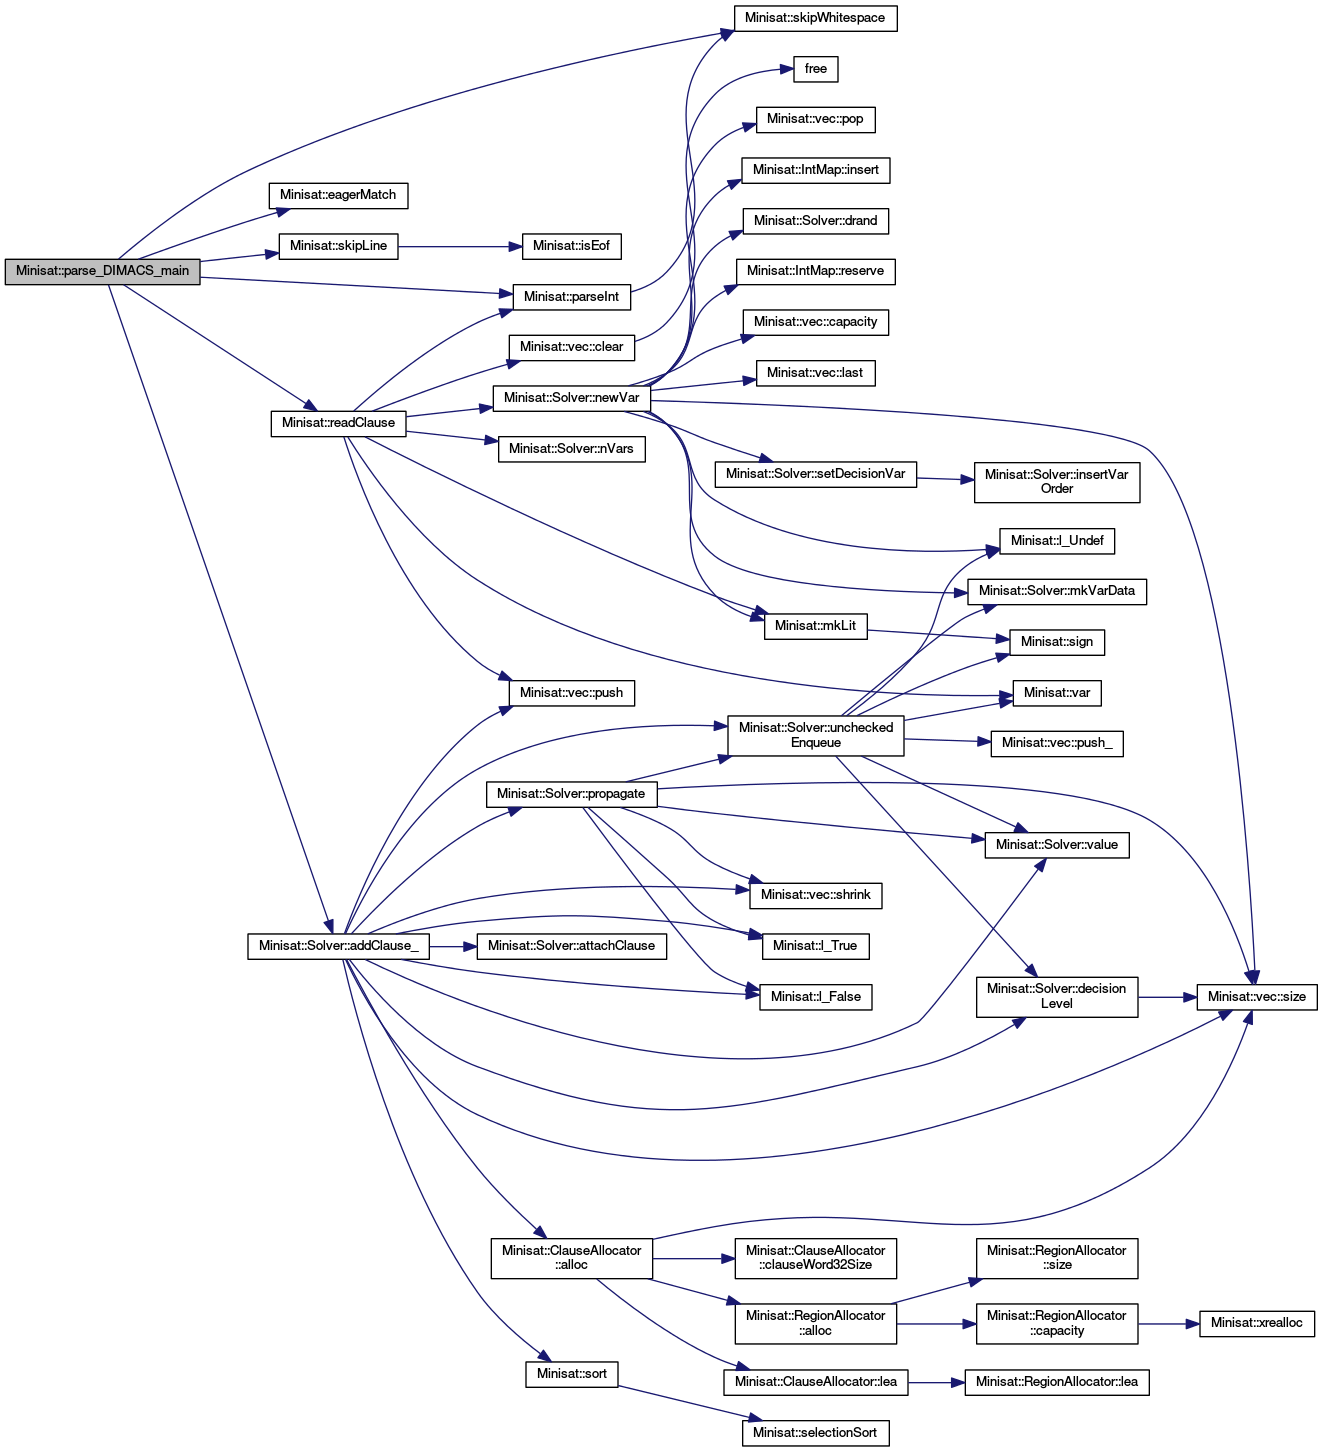 Minisat::skipWhitespace
free
Minisat::vec::pop
Minisat::IntMap::insert
Minisat::eagerMatch
Minisat::Solver::drand
Minisat::skipLine
Minisat::isEof
Minisat::parse_DIMACS_main
Minisat::IntMap::reserve
Minisat::parseInt
Minisat::vec::capacity
Minisat::vec::clear
Minisat::vec::last
Minisat::Solver::newVar
Minisat::readClause
Minisat::Solver::nVars
Minisat::Solver::setDecisionVar
Minisat::Solver::insertVar
Order
Minisat::l_Undef
Minisat::Solver::mkVarData
Minisat::mkLit
Minisat::sign
Minisat::vec::push
Minisat::var
Minisat::Solver::unchecked
Enqueue
Minisat::vec::push_
Minisat::Solver::propagate
Minisat::Solver::value
Minisat::vec::shrink
Minisat::Solver::addClause_
Minisat::Solver::attachClause
Minisat::l_True
Minisat::l_False
Minisat::Solver::decision
Level
Minisat::vec::size
Minisat::ClauseAllocator
::alloc
Minisat::ClauseAllocator
::clauseWord32Size
Minisat::RegionAllocator
::size
Minisat::RegionAllocator
::alloc
Minisat::RegionAllocator
::capacity
Minisat::xrealloc
Minisat::sort
Minisat::ClauseAllocator::lea
Minisat::RegionAllocator::lea
Minisat::selectionSort